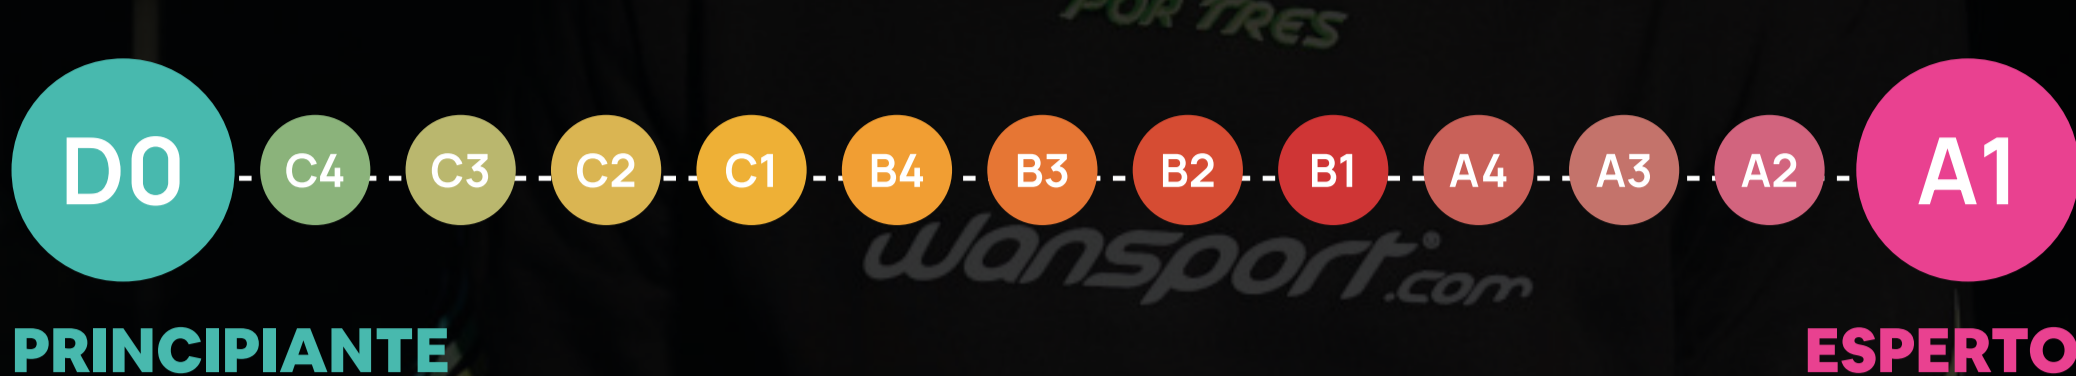 POR TRES
D0 C4 C3 C2 C1 B4 B3 B2 B1 A4 A3 A2 A1
wansport®.com
PRINCIPIANTE ESPERTO